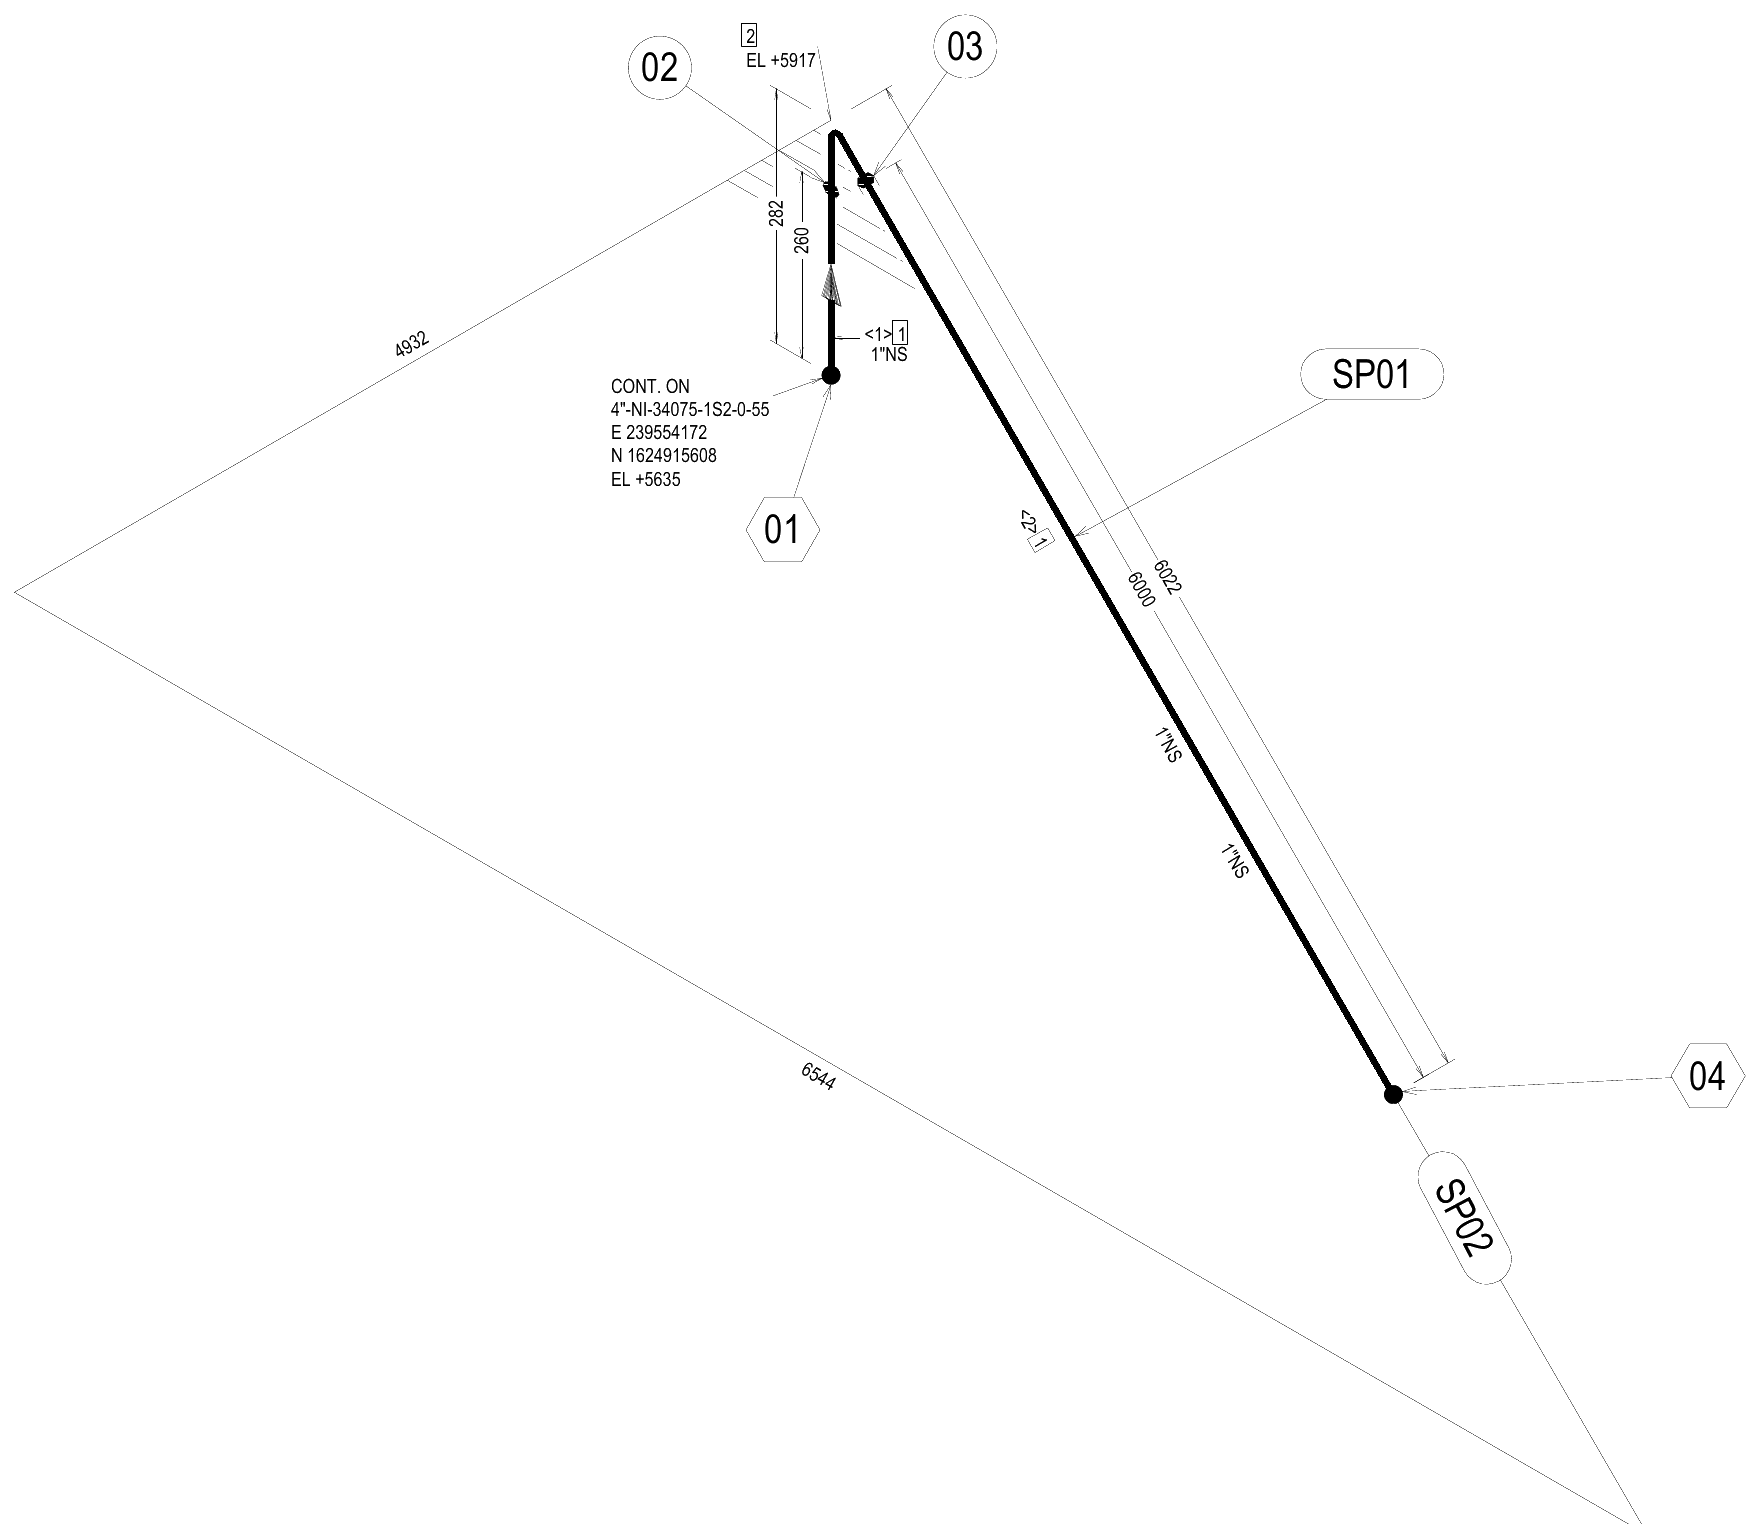 02
2
EL +5917
03
282
260
4932
<1> 1
1"NS
SP01
CONT. ON
4"-NI-34075-1S2-0-55
E 239554172
N 1624915608
EL +5635
01
<2> 1
6022
6000
1"NS
1"NS
6544
04
SP02